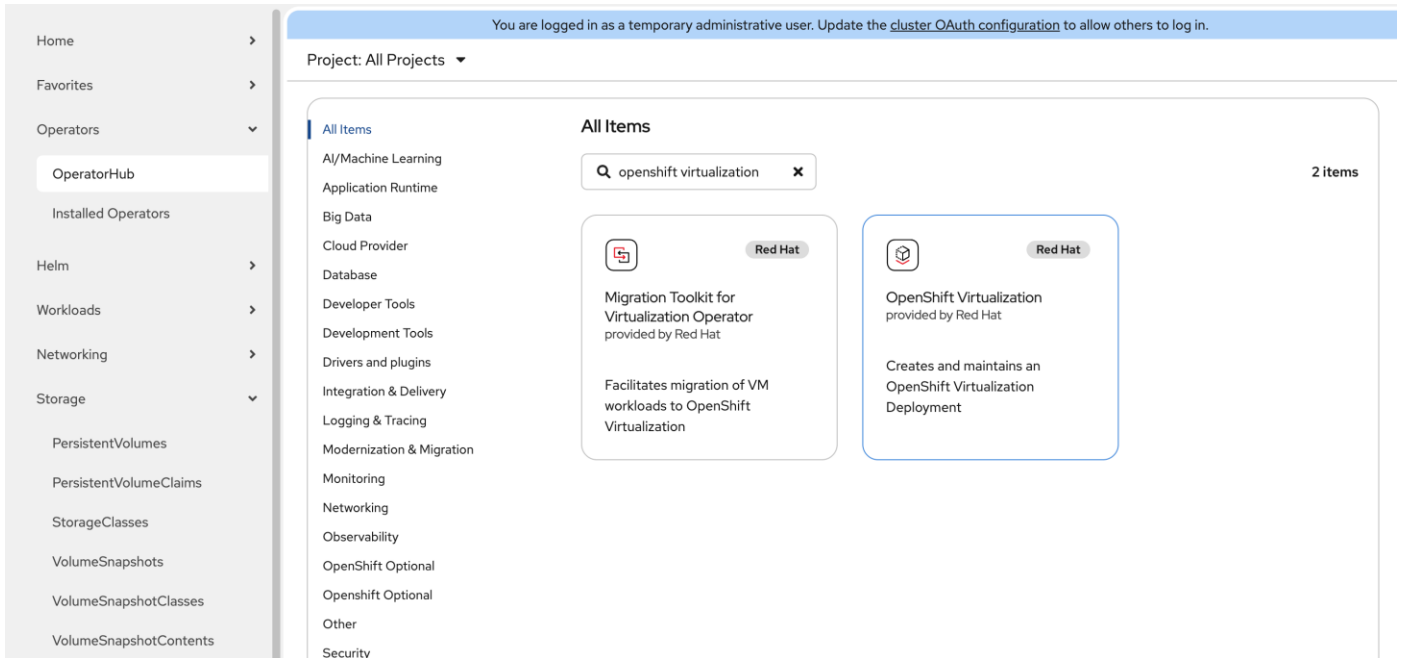 You are logged in as a temporary administrative user. Update the cluster OAuth configuration to allow others to log in.
Home
Favorites
Operators
OperatorHub
Installed Operators
Helm
Workloads
Networking
Storage
PersistentVolumes
PersistentVolumeClaims
StorageClasses
VolumeSnapshots
VolumeSnapshotClasses
VolumeSnapshotContents
Project: All Projects
All Items
AI/Machine Learning
Application Runtime
Big Data
Cloud Provider
Database
Developer Tools
Development Tools
Drivers and plugins
Integration & Delivery
Logging & Tracing
Modernization & Migration
Monitoring
Networking
Observability
OpenShift Optional
Openshift Optional
Other
Security
All Items
openshift virtualization
2 items
Red Hat
Migration Toolkit for
Virtualization Operator
provided by Red Hat
Facilitates migration of VM
workloads to OpenShift
Virtualization
Red Hat
OpenShift Virtualization
provided by Red Hat
Creates and maintains an
OpenShift Virtualization
Deployment